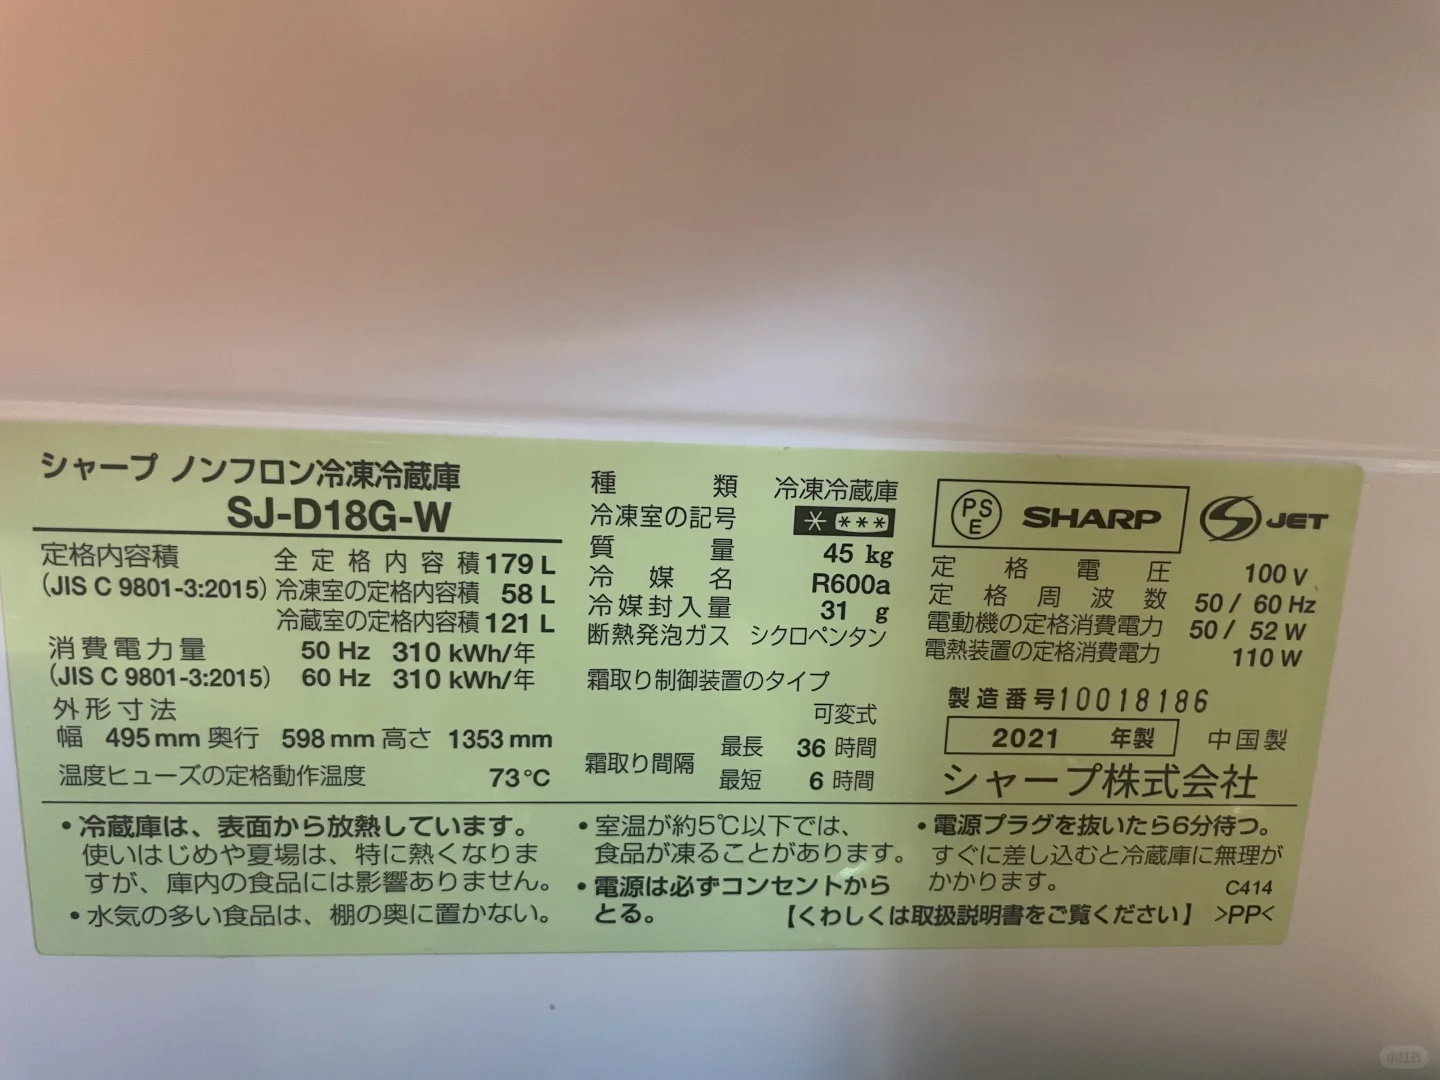 シャープ ノンフロン冷凍冷蔵庫
SJ-D18G-W
定格内容積 全定格内容積 179 L
(JIS C 9801-3:2015) 冷凍室の定格内容積 58 L
冷蔵室の定格内容積 121 L
消費電力量 50 Hz 310 kWh/年
(JIS C 9801-3:2015) 60 Hz 310 kWh/年
外形寸法
幅 495 mm 奥行 598 mm 高さ 1353 mm
温度ヒューズの定格動作温度 73℃
種類 冷凍冷蔵庫
冷凍室の記号 * ***
質量 45 kg
冷媒名 R600a
冷媒封入量 31 g
断熱発泡ガス シクロペンタン
霜取り制御装置のタイプ
可変式
霜取り間隔 最長 36 時間
最短 6 時間
PSE SHARP S JET
定格電圧 100 V
定格周波数 50 / 60 Hz
電動機の定格消費電力 50 / 52 W
電熱装置の定格消費電力 110 W
製造番号 10018186
2021 年製 中国製
シャープ株式会社
•冷蔵庫は、表面から放熱しています。
使いはじめや夏場は、特に熱くなりま
すが、庫内の食品には影響ありません。
•水気の多い食品は、棚の奥に置かない。
•室温が約5℃以下では、
食品が凍ることがあります。
•電源は必ずコンセントから
とる。
•電源プラグを抜いたら6分待つ。
すぐに差し込むと冷蔵庫に無理が
かかります。 C414
【くわしくは取扱説明書をご覧ください】 >PP<
小红书